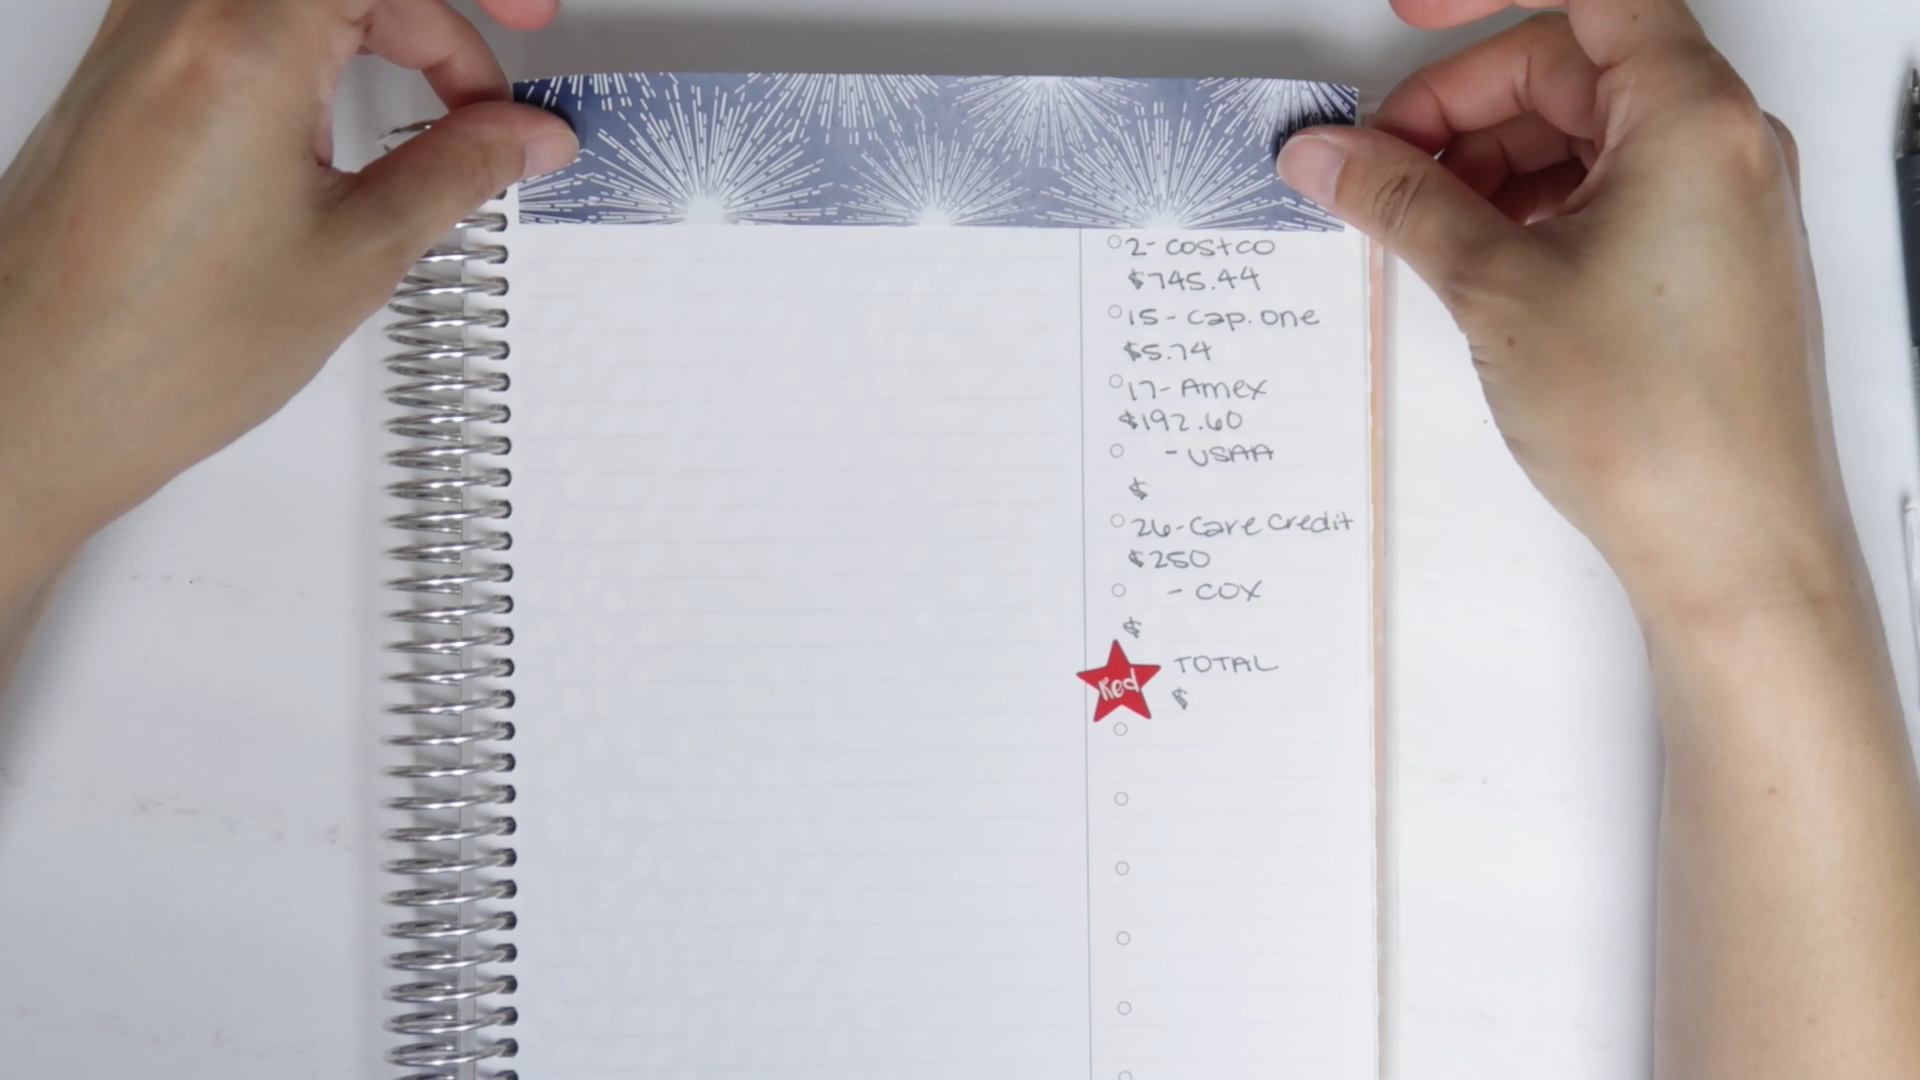 2- Costco
$745.44
15- Cap. One
$5.74
17- Amex
$192.60
- USAA
$
26- Care Credit
$250
- COX
$
Red
TOTAL
$